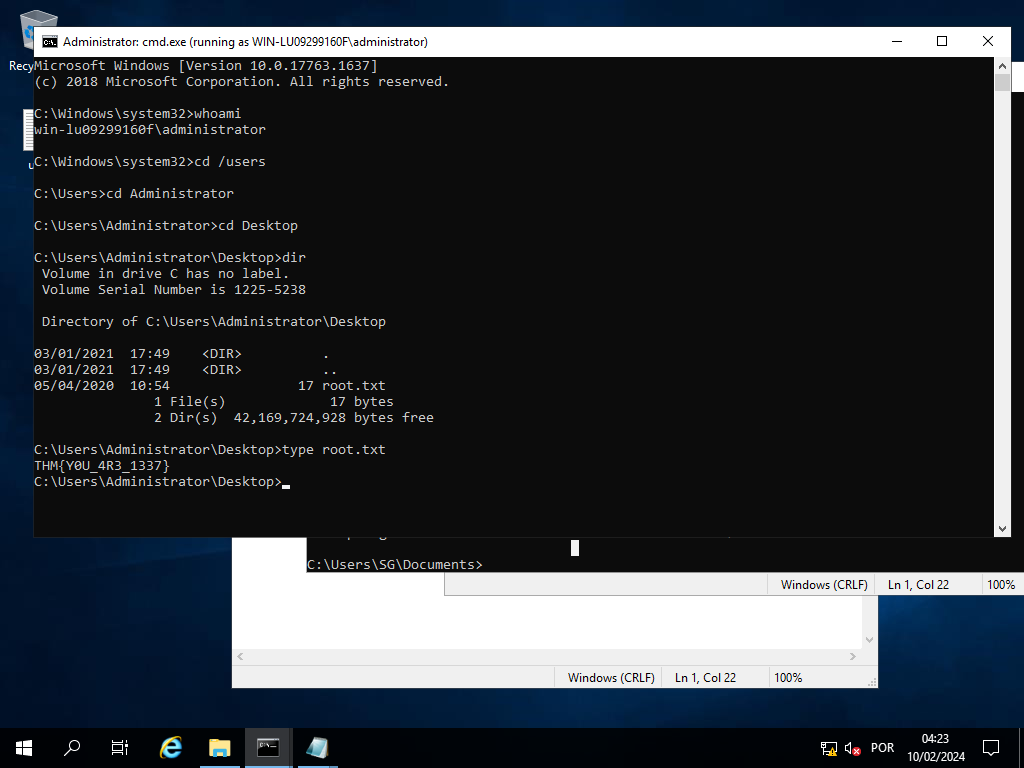 Recy
u
Administrator: cmd.exe (running as WIN-LU09299160F\administrator)
Microsoft Windows [Version 10.0.17763.1637]
(c) 2018 Microsoft Corporation. All rights reserved.
C:\Windows\system32>whoami
win-lu09299160f\administrator
C:\Windows\system32>cd /users
C:\Users>cd Administrator
C:\Users\Administrator>cd Desktop
C:\Users\Administrator\Desktop>dir
Volume in drive C has no label.
Volume Serial Number is 1225-5238
Directory of C:\Users\Administrator\Desktop
03/01/2021  17:49    <DIR>          .
03/01/2021  17:49    <DIR>          ..
05/04/2020  10:54                17 root.txt
1 File(s)             17 bytes
2 Dir(s)  42,169,724,928 bytes free
C:\Users\Administrator\Desktop>type root.txt
THM{Y0U_4R3_1337}
C:\Users\Administrator\Desktop>
C:\Users\SG\Documents>
Windows (CRLF) Ln 1, Col 22 100%
Windows (CRLF) Ln 1, Col 22 100%
POR
04:23
10/02/2024